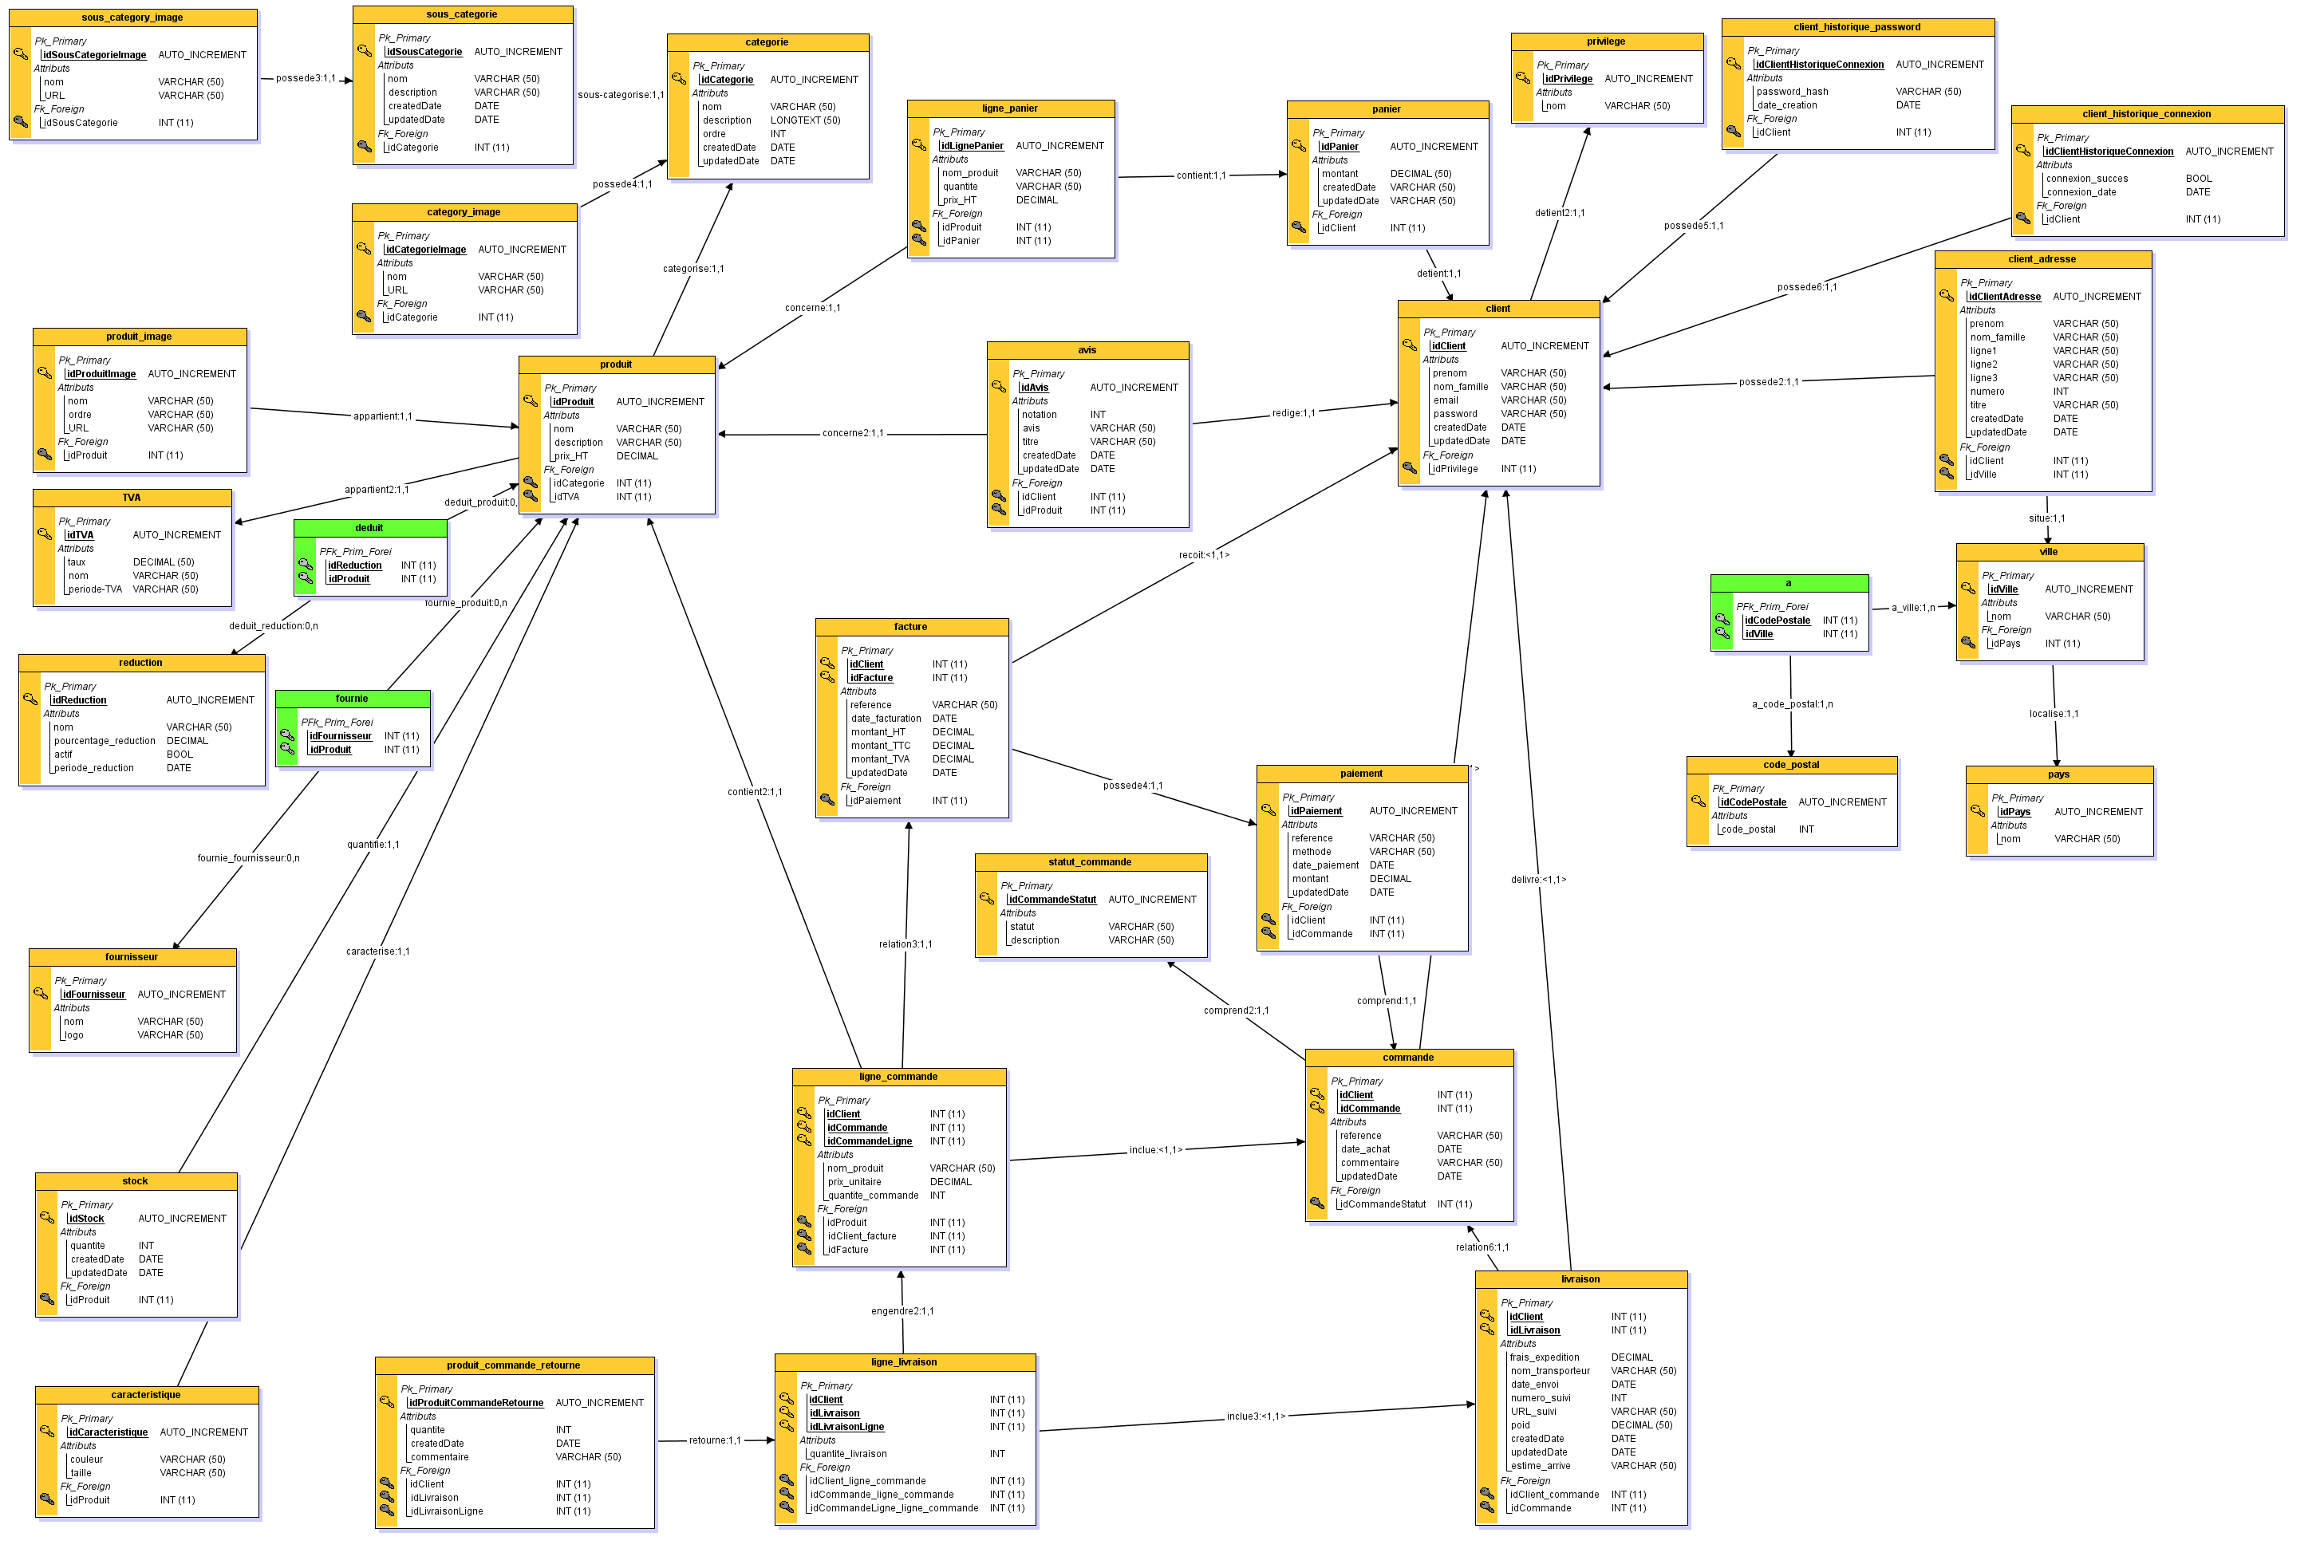 sous_category_image
Pk_Primary
idSousCategorieImage AUTO_INCREMENT
Attributs
nom VARCHAR (50)
URL VARCHAR (50)
Fk_Foreign
idSousCategorie INT (11)
possede3:1,1
sous_categorie
Pk_Primary
idSousCategorie AUTO_INCREMENT
Attributs
nom VARCHAR (50)
description VARCHAR (50)
createdDate DATE
updatedDate DATE
Fk_Foreign
idCategorie INT (11)
sous-categorise:1,1
categorie
Pk_Primary
idCategorie AUTO_INCREMENT
Attributs
nom VARCHAR (50)
description LONGTEXT (50)
ordre INT
createdDate DATE
updatedDate DATE
possede4:1,1
category_image
Pk_Primary
idCategorieImage AUTO_INCREMENT
Attributs
nom VARCHAR (50)
URL VARCHAR (50)
Fk_Foreign
idCategorie INT (11)
categorise:1,1
ligne_panier
Pk_Primary
idLignePanier AUTO_INCREMENT
Attributs
nom_produit VARCHAR (50)
quantite VARCHAR (50)
prix_HT DECIMAL
Fk_Foreign
idProduit INT (11)
idPanier INT (11)
contient:1,1
concerne:1,1
panier
Pk_Primary
idPanier AUTO_INCREMENT
Attributs
montant DECIMAL (50)
createdDate VARCHAR (50)
updatedDate VARCHAR (50)
Fk_Foreign
idClient INT (11)
detient:1,1
privilege
Pk_Primary
idPrivilege AUTO_INCREMENT
Attributs
nom VARCHAR (50)
detient2:1,1
client_historique_password
Pk_Primary
idClientHistoriqueConnexion AUTO_INCREMENT
Attributs
password_hash VARCHAR (50)
date_creation DATE
Fk_Foreign
idClient INT (11)
possede5:1,1
client_historique_connexion
Pk_Primary
idClientHistoriqueConnexion AUTO_INCREMENT
Attributs
connexion_succes BOOL
connexion_date DATE
Fk_Foreign
idClient INT (11)
possede6:1,1
client_adresse
Pk_Primary
idClientAdresse AUTO_INCREMENT
Attributs
prenom VARCHAR (50)
nom_famille VARCHAR (50)
ligne1 VARCHAR (50)
ligne2 VARCHAR (50)
ligne3 VARCHAR (50)
numero INT
titre VARCHAR (50)
createdDate DATE
updatedDate DATE
Fk_Foreign
idClient INT (11)
idVille INT (11)
possede2:1,1
situe:1,1
client
Pk_Primary
idClient AUTO_INCREMENT
Attributs
prenom VARCHAR (50)
nom_famille VARCHAR (50)
email VARCHAR (50)
password VARCHAR (50)
createdDate DATE
updatedDate DATE
Fk_Foreign
idPrivilege INT (11)
avis
Pk_Primary
idAvis AUTO_INCREMENT
Attributs
notation INT
avis VARCHAR (50)
titre VARCHAR (50)
createdDate DATE
updatedDate DATE
Fk_Foreign
idClient INT (11)
idProduit INT (11)
redige:1,1
concerne2:1,1
produit_image
Pk_Primary
idProduitImage AUTO_INCREMENT
Attributs
nom VARCHAR (50)
ordre VARCHAR (50)
URL VARCHAR (50)
Fk_Foreign
idProduit INT (11)
appartient:1,1
produit
Pk_Primary
idProduit AUTO_INCREMENT
Attributs
nom VARCHAR (50)
description VARCHAR (50)
prix_HT DECIMAL
Fk_Foreign
idCategorie INT (11)
idTVA INT (11)
appartient2:1,1
TVA
Pk_Primary
idTVA AUTO_INCREMENT
Attributs
taux DECIMAL (50)
nom VARCHAR (50)
periode-TVA VARCHAR (50)
deduit_produit:0,
deduit
PFk_Prim_Forei
idReduction INT (11)
idProduit INT (11)
deduit_reduction:0,n
fournie_produit:0,n
reduction
Pk_Primary
idReduction AUTO_INCREMENT
Attributs
nom VARCHAR (50)
pourcentage_reduction DECIMAL
actif BOOL
periode_reduction DATE
fournie
PFk_Prim_Forei
idFournisseur INT (11)
idProduit INT (11)
fournie_fournisseur:0,n
quantifie:1,1
caracterise:1,1
contient2:1,1
recoit:<1,1>
facture
Pk_Primary
idClient INT (11)
idFacture INT (11)
Attributs
reference VARCHAR (50)
date_facturation DATE
montant_HT DECIMAL
montant_TTC DECIMAL
montant_TVA DECIMAL
updatedDate DATE
Fk_Foreign
idPaiement INT (11)
possede4:1,1
relation3:1,1
a
PFk_Prim_Forei
idCodePostale INT (11)
idVille INT (11)
a_ville:1,n
a_code_postal:1,n
ville
Pk_Primary
idVille AUTO_INCREMENT
Attributs
nom VARCHAR (50)
Fk_Foreign
idPays INT (11)
localise:1,1
code_postal
Pk_Primary
idCodePostale AUTO_INCREMENT
Attributs
code_postal INT
pays
Pk_Primary
idPays AUTO_INCREMENT
Attributs
nom VARCHAR (50)
paiement
Pk_Primary
idPaiement AUTO_INCREMENT
Attributs
reference VARCHAR (50)
methode VARCHAR (50)
date_paiement DATE
montant DECIMAL
updatedDate DATE
Fk_Foreign
idClient INT (11)
idCommande INT (11)
comprend:1,1
delivre:<1,1>
statut_commande
Pk_Primary
idCommandeStatut AUTO_INCREMENT
Attributs
statut VARCHAR (50)
description VARCHAR (50)
comprend2:1,1
fournisseur
Pk_Primary
idFournisseur AUTO_INCREMENT
Attributs
nom VARCHAR (50)
logo VARCHAR (50)
commande
Pk_Primary
idClient INT (11)
idCommande INT (11)
Attributs
reference VARCHAR (50)
date_achat DATE
commentaire VARCHAR (50)
updatedDate DATE
Fk_Foreign
idCommandeStatut INT (11)
ligne_commande
Pk_Primary
idClient INT (11)
idCommande INT (11)
idCommandeLigne INT (11)
Attributs
nom_produit VARCHAR (50)
prix_unitaire DECIMAL
quantite_commande INT
Fk_Foreign
idProduit INT (11)
idClient_facture INT (11)
idFacture INT (11)
inclue:<1,1>
engendre2:1,1
relation6:1,1
stock
Pk_Primary
idStock AUTO_INCREMENT
Attributs
quantite INT
createdDate DATE
updatedDate DATE
Fk_Foreign
idProduit INT (11)
caracteristique
Pk_Primary
idCaracteristique AUTO_INCREMENT
Attributs
couleur VARCHAR (50)
taille VARCHAR (50)
Fk_Foreign
idProduit INT (11)
produit_commande_retourne
Pk_Primary
idProduitCommandeRetourne AUTO_INCREMENT
Attributs
quantite INT
createdDate DATE
commentaire VARCHAR (50)
Fk_Foreign
idClient INT (11)
idLivraison INT (11)
idLivraisonLigne INT (11)
retourne:1,1
ligne_livraison
Pk_Primary
idClient INT (11)
idLivraison INT (11)
idLivraisonLigne INT (11)
Attributs
quantite_livraison INT
Fk_Foreign
idClient_ligne_commande INT (11)
idCommande_ligne_commande INT (11)
idCommandeLigne_ligne_commande INT (11)
inclue3:<1,1>
livraison
Pk_Primary
idClient INT (11)
idLivraison INT (11)
Attributs
frais_expedition DECIMAL
nom_transporteur VARCHAR (50)
date_envoi DATE
numero_suivi INT
URL_suivi VARCHAR (50)
poid DECIMAL (50)
createdDate DATE
updatedDate DATE
estime_arrive VARCHAR (50)
Fk_Foreign
idClient_commande INT (11)
idCommande INT (11)